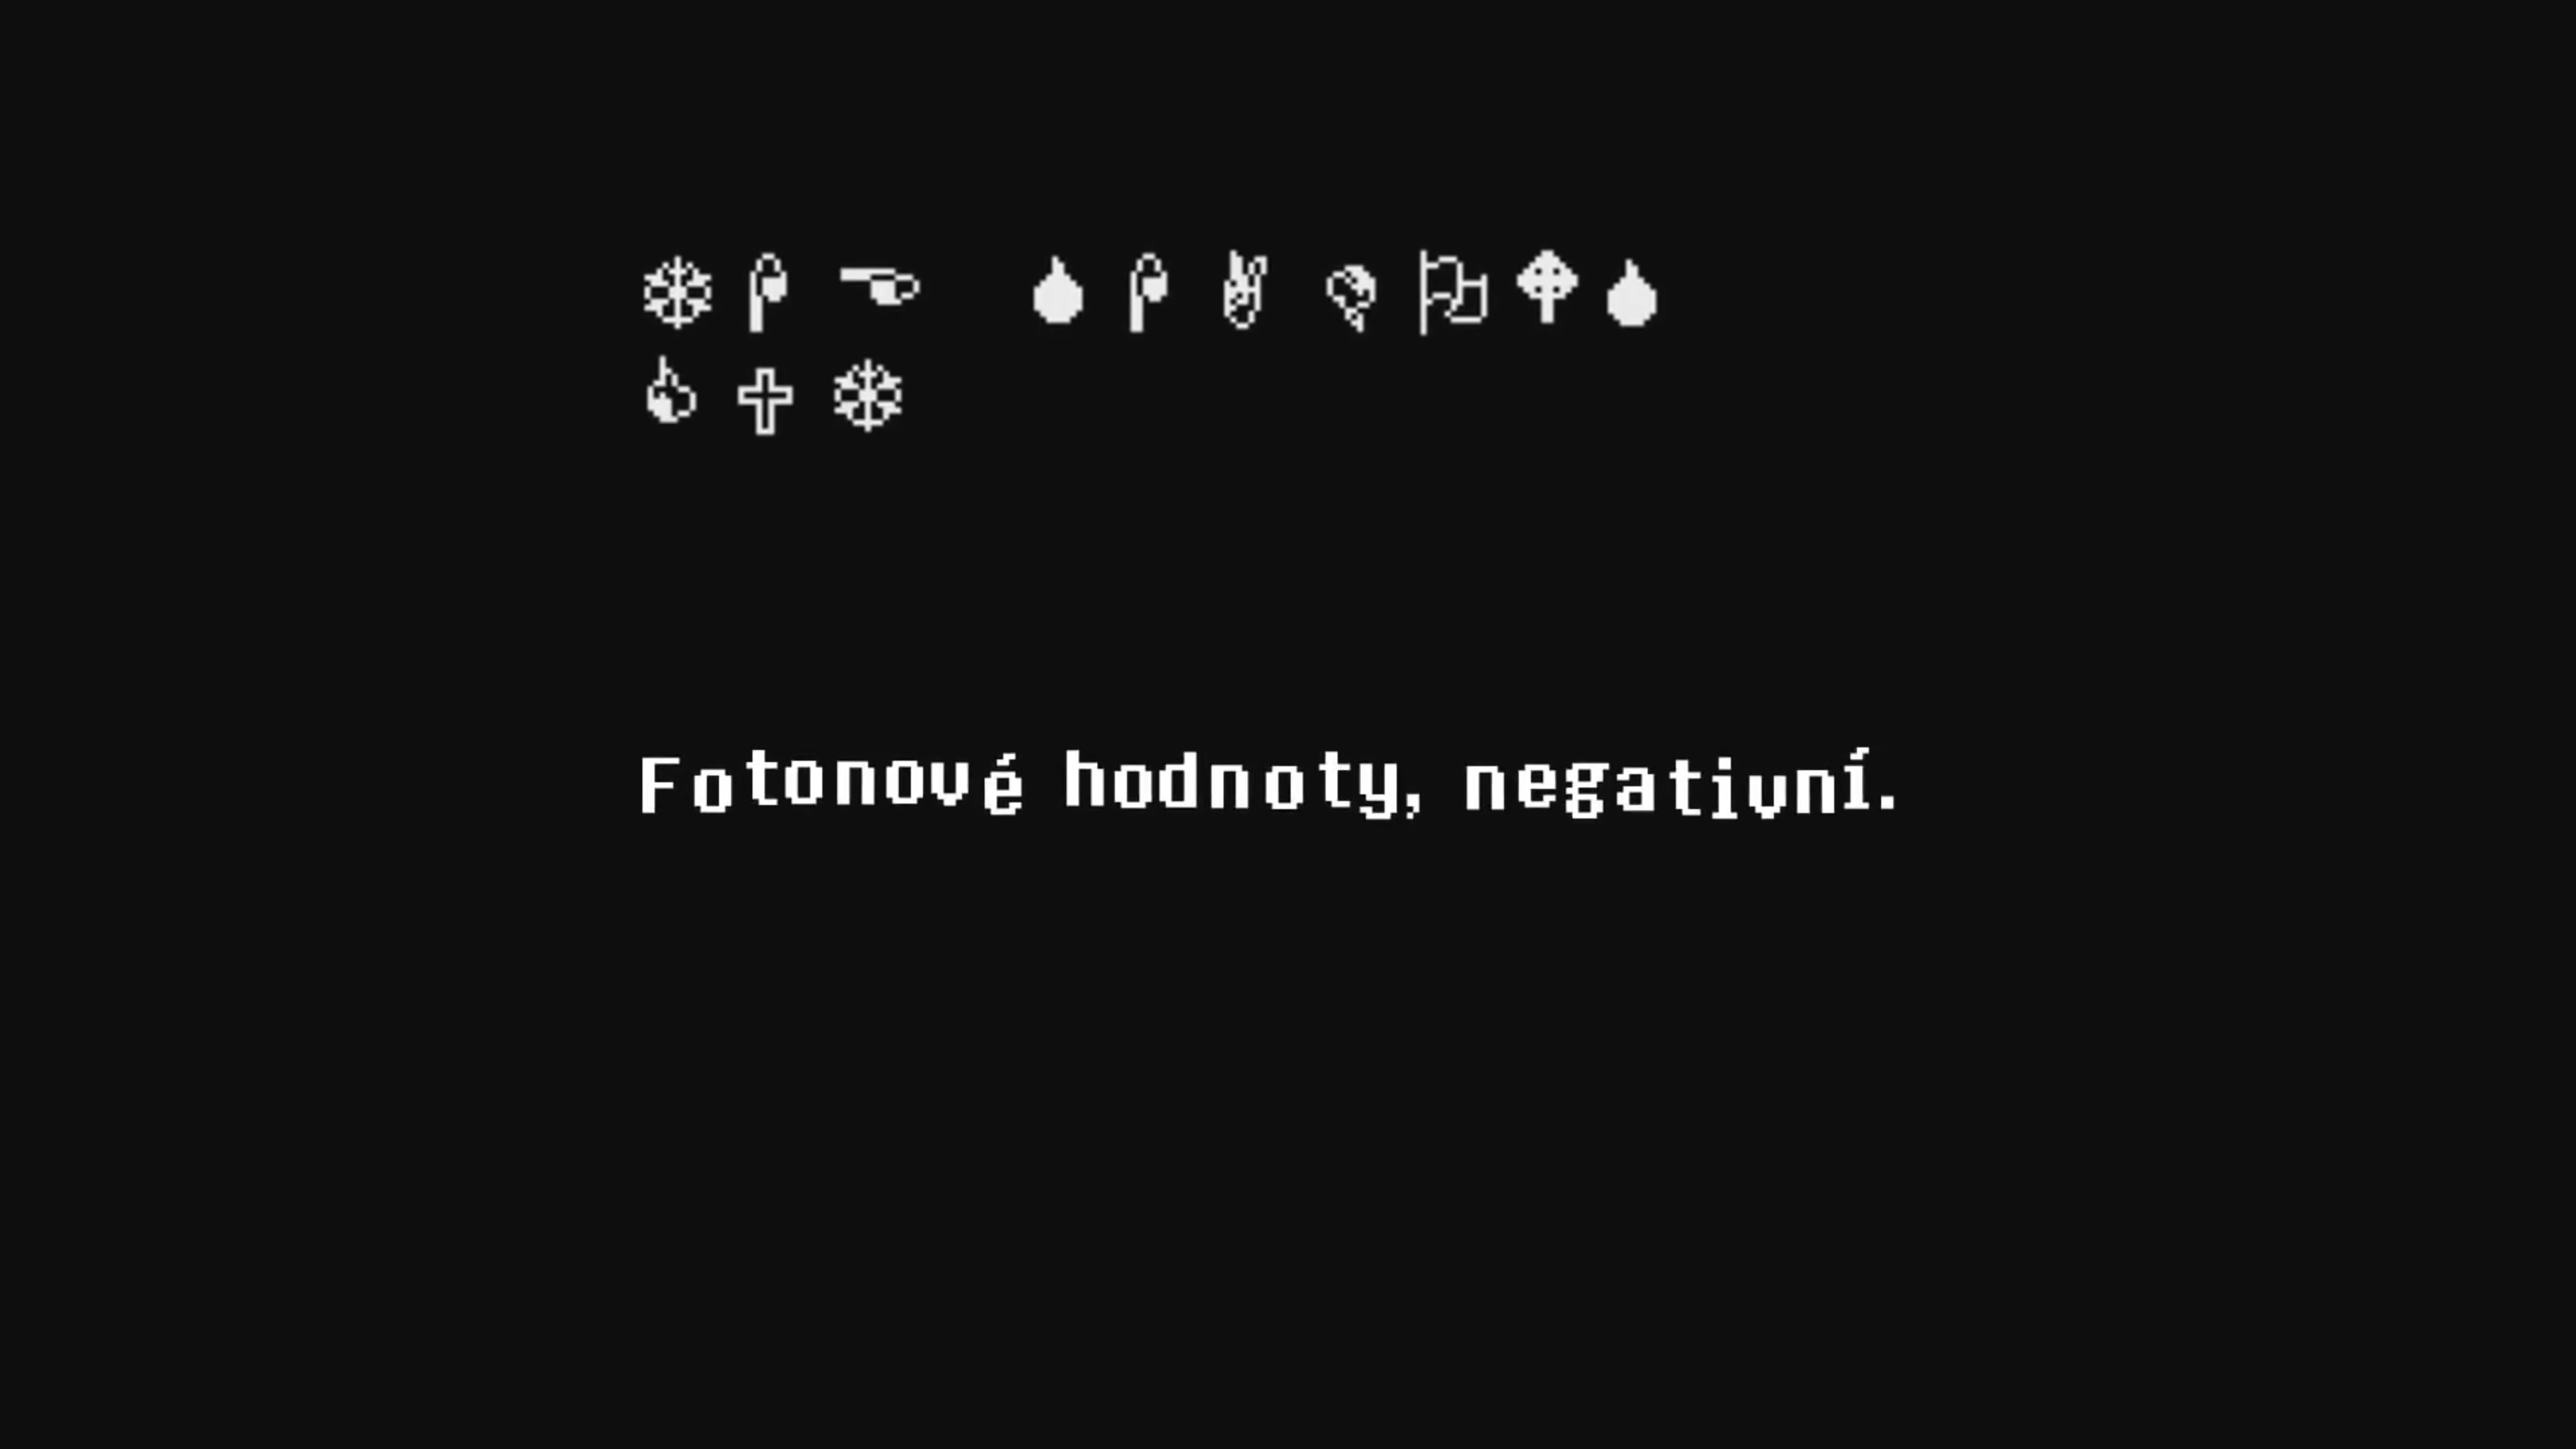 ❄☟☜ 💧☟✌👎⚐🕈💧
👍✝❄
Fotonové hodnoty, negativní.